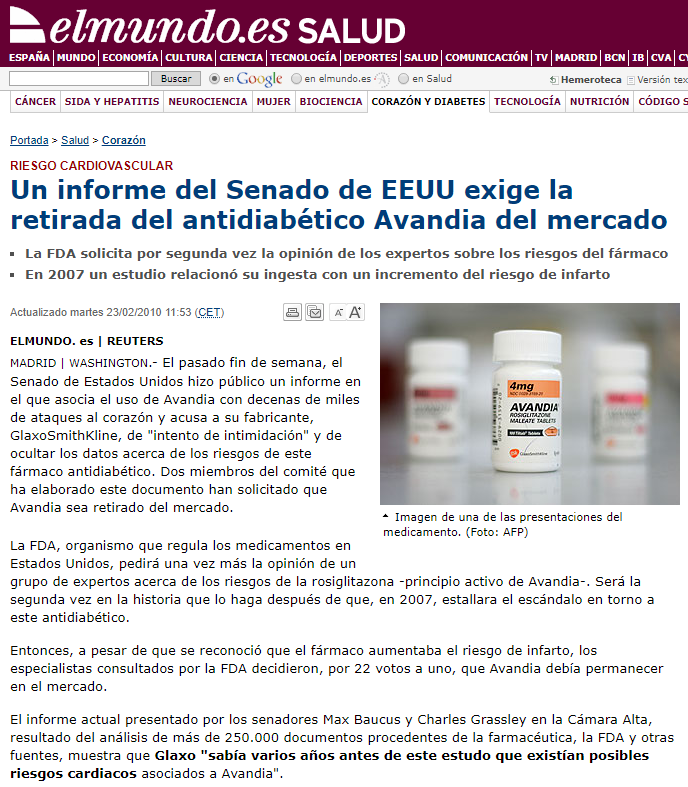 elmundo.es SALUD
ESPAÑA MUNDO ECONOMÍA CULTURA CIENCIA TECNOLOGÍA DEPORTES SALUD COMUNICACIÓN TV MADRID BCN IB CVA
Buscar en Google en elmundo.es en Salud Hemeroteca Versión tex
CÁNCER SIDA Y HEPATITIS NEUROCIENCIA MUJER BIOCIENCIA CORAZÓN Y DIABETES TECNOLOGÍA NUTRICIÓN CÓDIGO S
Portada > Salud > Corazón
RIESGO CARDIOVASCULAR
Un informe del Senado de EEUU exige la
retirada del antidiabético Avandia del mercado
La FDA solicita por segunda vez la opinión de los expertos sobre los riesgos del fármaco
En 2007 un estudio relacionó su ingesta con un incremento del riesgo de infarto
Actualizado martes 23/02/2010 11:53 (CET)
A- A+
ELMUNDO. es | REUTERS
MADRID | WASHINGTON.- El pasado fin de semana, el
Senado de Estados Unidos hizo público un informe en
el que asocia el uso de Avandia con decenas de miles
de ataques al corazón y acusa a su fabricante,
GlaxoSmithKline, de "intento de intimidación" y de
ocultar los datos acerca de los riesgos de este
fármaco antidiabético. Dos miembros del comité que
ha elaborado este documento han solicitado que
Avandia sea retirado del mercado.
4mg
AVANDIA
ROSIGLITAZONE
MALEATE TABLETS
gsk GlaxoSmithKline
Imagen de una de las presentaciones del
medicamento. (Foto: AFP)
La FDA, organismo que regula los medicamentos en
Estados Unidos, pedirá una vez más la opinión de un
grupo de expertos acerca de los riesgos de la rosiglitazona -principio activo de Avandia-. Será la
segunda vez en la historia que lo haga después de que, en 2007, estallara el escándalo en torno a
este antidiabético.
Entonces, a pesar de que se reconoció que el fármaco aumentaba el riesgo de infarto, los
especialistas consultados por la FDA decidieron, por 22 votos a uno, que Avandia debía permanecer
en el mercado.
El informe actual presentado por los senadores Max Baucus y Charles Grassley en la Cámara Alta,
resultado del análisis de más de 250.000 documentos procedentes de la farmacéutica, la FDA y otras
fuentes, muestra que Glaxo "sabía varios años antes de este estudio que existían posibles
riesgos cardiacos asociados a Avandia".